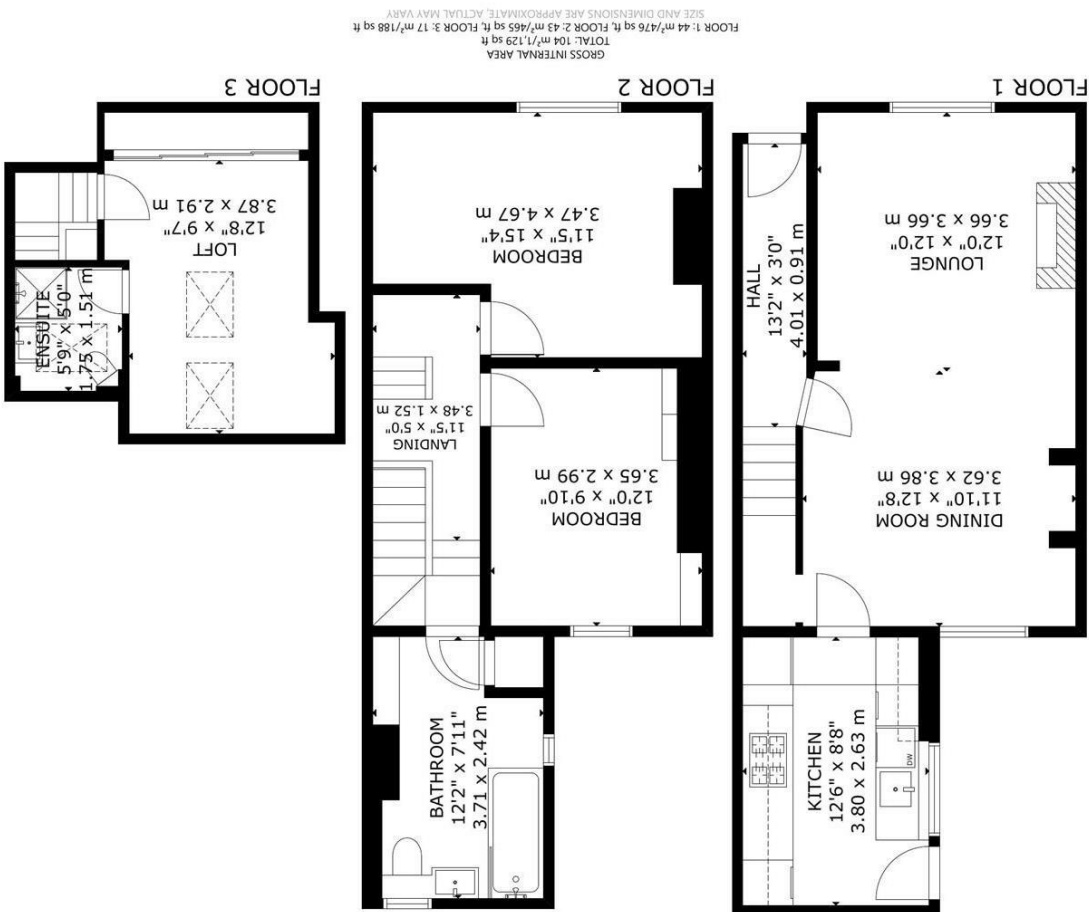 FLOOR 1
LOUNGE
12'0" x 12'0"
3.66 x 3.66 m
HALL
13'2" x 3'0"
4.01 x 0.91 m
DINING ROOM
11'10" x 12'8"
3.62 x 3.86 m
KITCHEN
12'6" x 8'8"
3.80 x 2.63 m
DW
FLOOR 2
BEDROOM
11'5" x 15'4"
3.47 x 4.67 m
LANDING
11'5" x 5'0"
3.48 x 1.52 m
BEDROOM
12'0" x 9'10"
3.65 x 2.99 m
BATHROOM
12'2" x 7'11"
3.71 x 2.42 m
FLOOR 3
LOFT
12'8" x 9'7"
3.87 x 2.91 m
ENSUITE
5'9" x 5'0"
1.75 x 1.51 m
GROSS INTERNAL AREA
TOTAL: 104 m²/1,129 sq ft
FLOOR 1: 44 m²/476 sq ft, FLOOR 2: 43 m²/465 sq ft, FLOOR 3: 17 m²/188 sq ft
SIZE AND DIMENSIONS ARE APPROXIMATE, ACTUAL MAY VARY